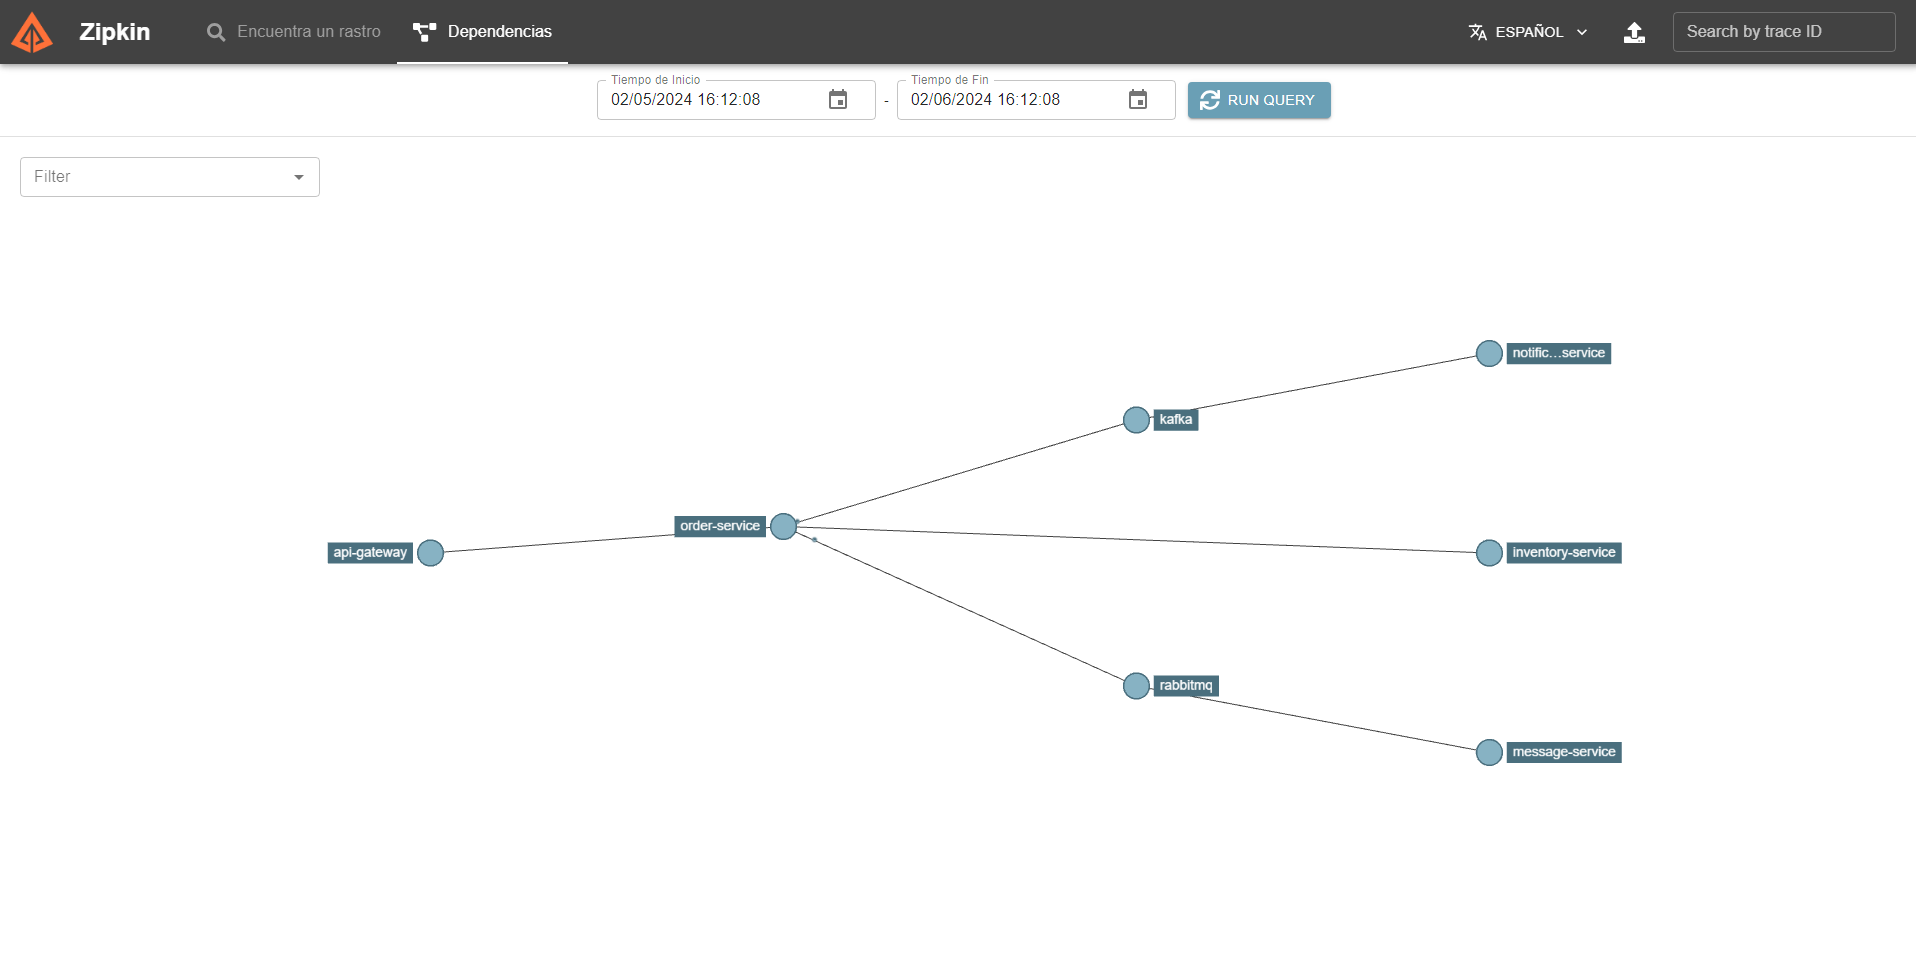 Zipkin
Encuentra un rastro
Dependencias
ESPAÑOL
Search by trace ID
Tiempo de Inicio
02/05/2024 16:12:08
-
Tiempo de Fin
02/06/2024 16:12:08
RUN QUERY
Filter
notific...service
kafka
order-service
api-gateway
inventory-service
rabbitmq
message-service